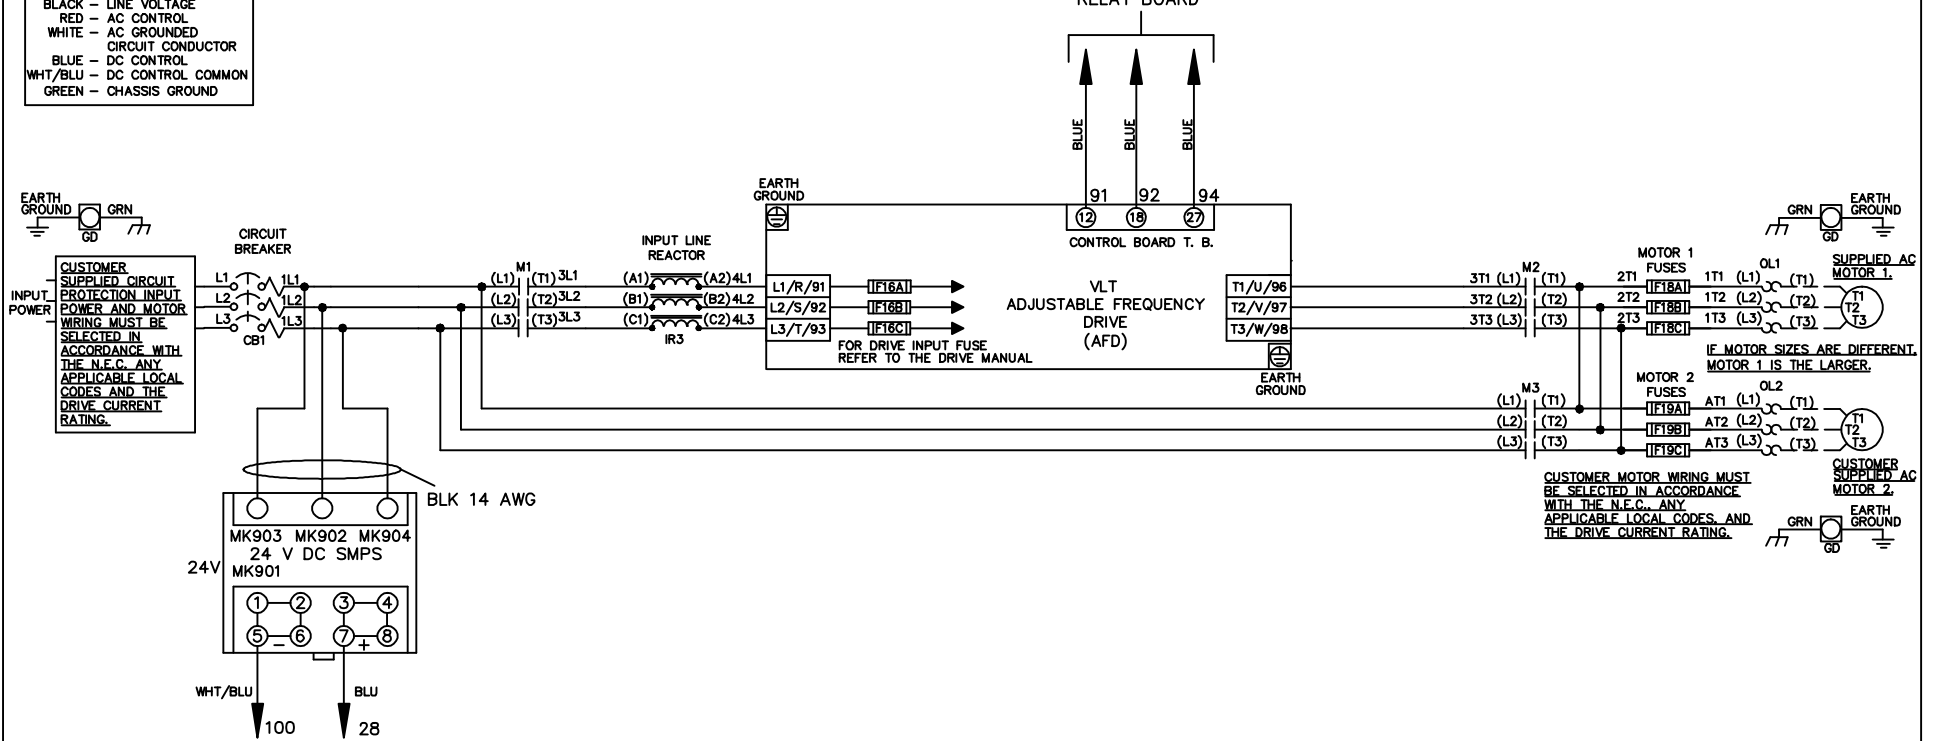 BLACK – LINE VOLTAGE
RED – AC CONTROL
WHITE – AC GROUNDED
CIRCUIT CONDUCTOR
BLUE – DC CONTROL
WHT/BLU – DC CONTROL COMMON
GREEN – CHASSIS GROUND
RELAY BOARD
BLUE
BLUE
BLUE
91
92
94
12
18
27
CONTROL BOARD T. B.
EARTH
GROUND
GRN
GD
CIRCUIT
BREAKER
INPUT
POWER
CUSTOMER
SUPPLIED CIRCUIT
PROTECTION INPUT
POWER AND MOTOR
WIRING MUST BE
SELECTED IN
ACCORDANCE WITH
THE N.E.C. ANY
APPLICABLE LOCAL
CODES AND THE
DRIVE CURRENT
RATING.
L1
L2
L3
1L1
1L2
1L3
CB1
M1
(L1) (T1) 3L1
(L2) (T2) 3L2
(L3) (T3) 3L3
INPUT LINE
REACTOR
(A1) (A2) 4L1
(B1) (B2) 4L2
(C1) (C2) 4L3
IR3
EARTH
GROUND
L1/R/91
L2/S/92
L3/T/93
F16A
F16B
F16C
FOR DRIVE INPUT FUSE
REFER TO THE DRIVE MANUAL
VLT
ADJUSTABLE FREQUENCY
DRIVE
(AFD)
T1/U/96
T2/V/97
T3/W/98
EARTH
GROUND
M2
3T1 (L1) (T1)
3T2 (L2) (T2)
3T3 (L3) (T3)
MOTOR 1
FUSES
2T1 F18A 1T1 (L1) (T1)
2T2 F18B 1T2 (L2) (T2)
2T3 F18C 1T3 (L3) (T3)
OL1
GRN
GD
EARTH
GROUND
SUPPLIED AC
MOTOR 1.
T1
T2
T3
IF MOTOR SIZES ARE DIFFERENT,
MOTOR 1 IS THE LARGER.
M3
(L1) (T1)
(L2) (T2)
(L3) (T3)
MOTOR 2
FUSES
OL2
F19A AT1 (L1) (T1)
F19B AT2 (L2) (T2)
F19C AT3 (L3) (T3)
T1
T2
T3
CUSTOMER
SUPPLIED AC
MOTOR 2.
CUSTOMER MOTOR WIRING MUST
BE SELECTED IN ACCORDANCE
WITH THE N.E.C., ANY
APPLICABLE LOCAL CODES, AND
THE DRIVE CURRENT RATING.
GRN
GD
EARTH
GROUND
BLK 14 AWG
MK903 MK902 MK904
24 V DC SMPS
24V
MK901
1 2 3 4
5 – 6 7 + 8
WHT/BLU
BLU
100
28